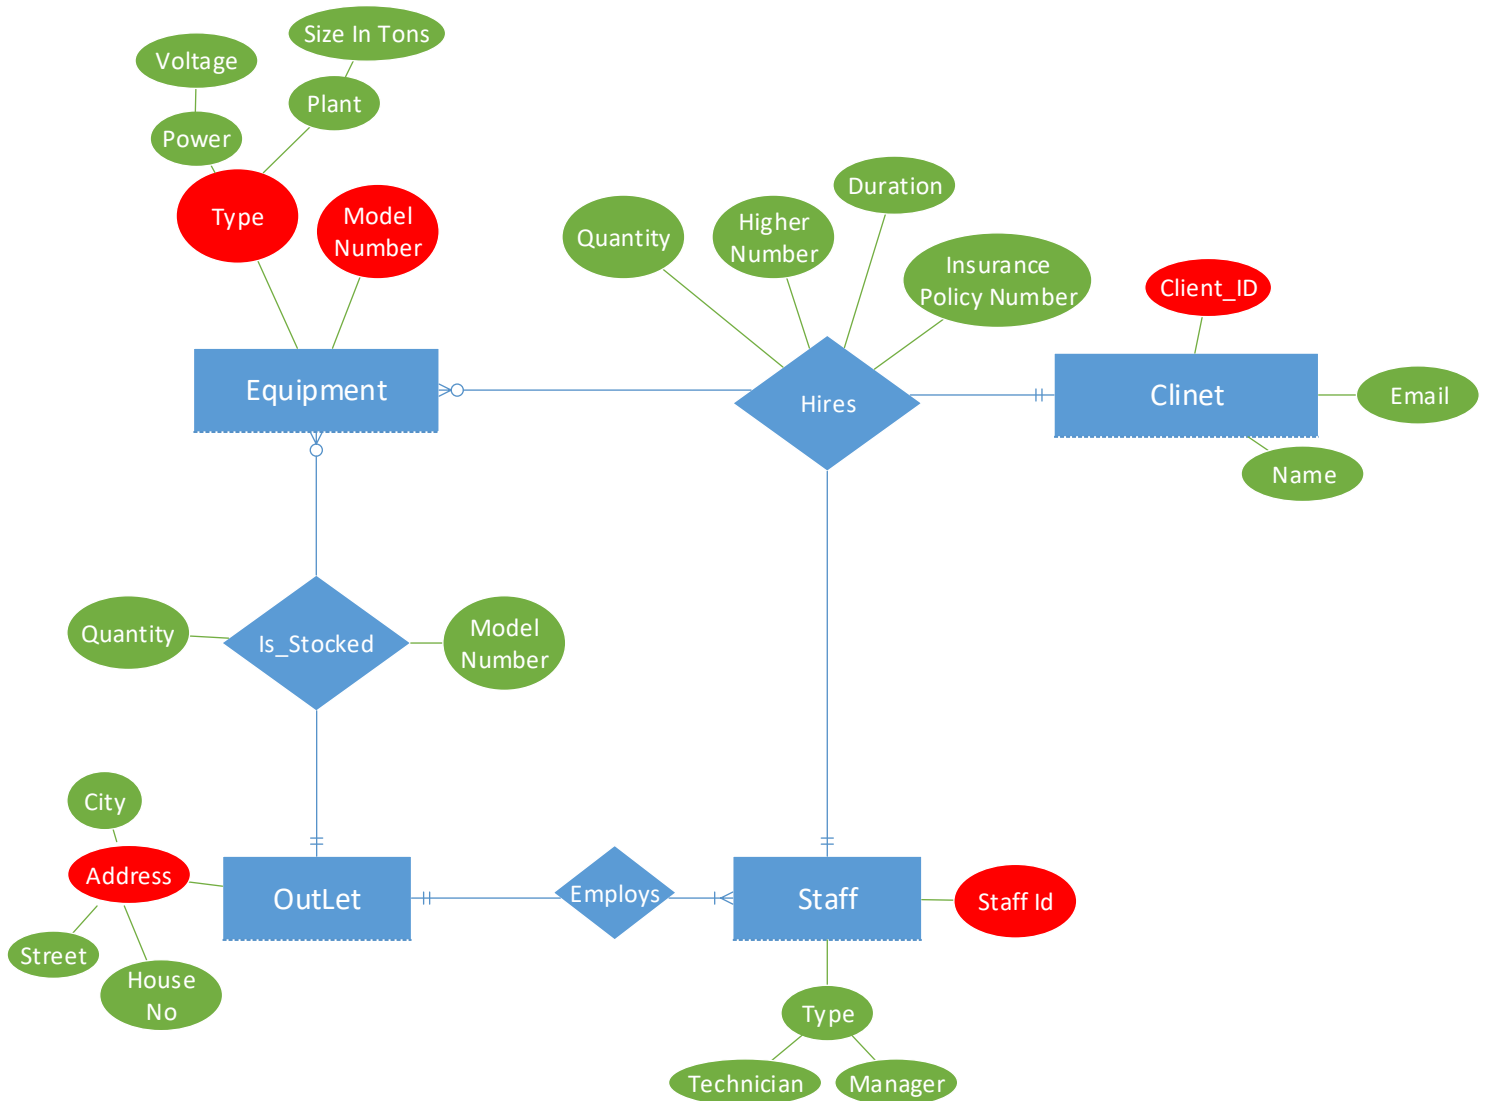 Size In Tons
Voltage
Plant
Power
Type
Model
Number
Duration
Higher
Number
Quantity
Insurance
Policy Number
Client_ID
Equipment
Hires
Clinet
Email
Name
Quantity
Is_Stocked
Model
Number
City
Address
OutLet
Employs
Staff
Staff Id
Street
House
No
Type
Technician
Manager